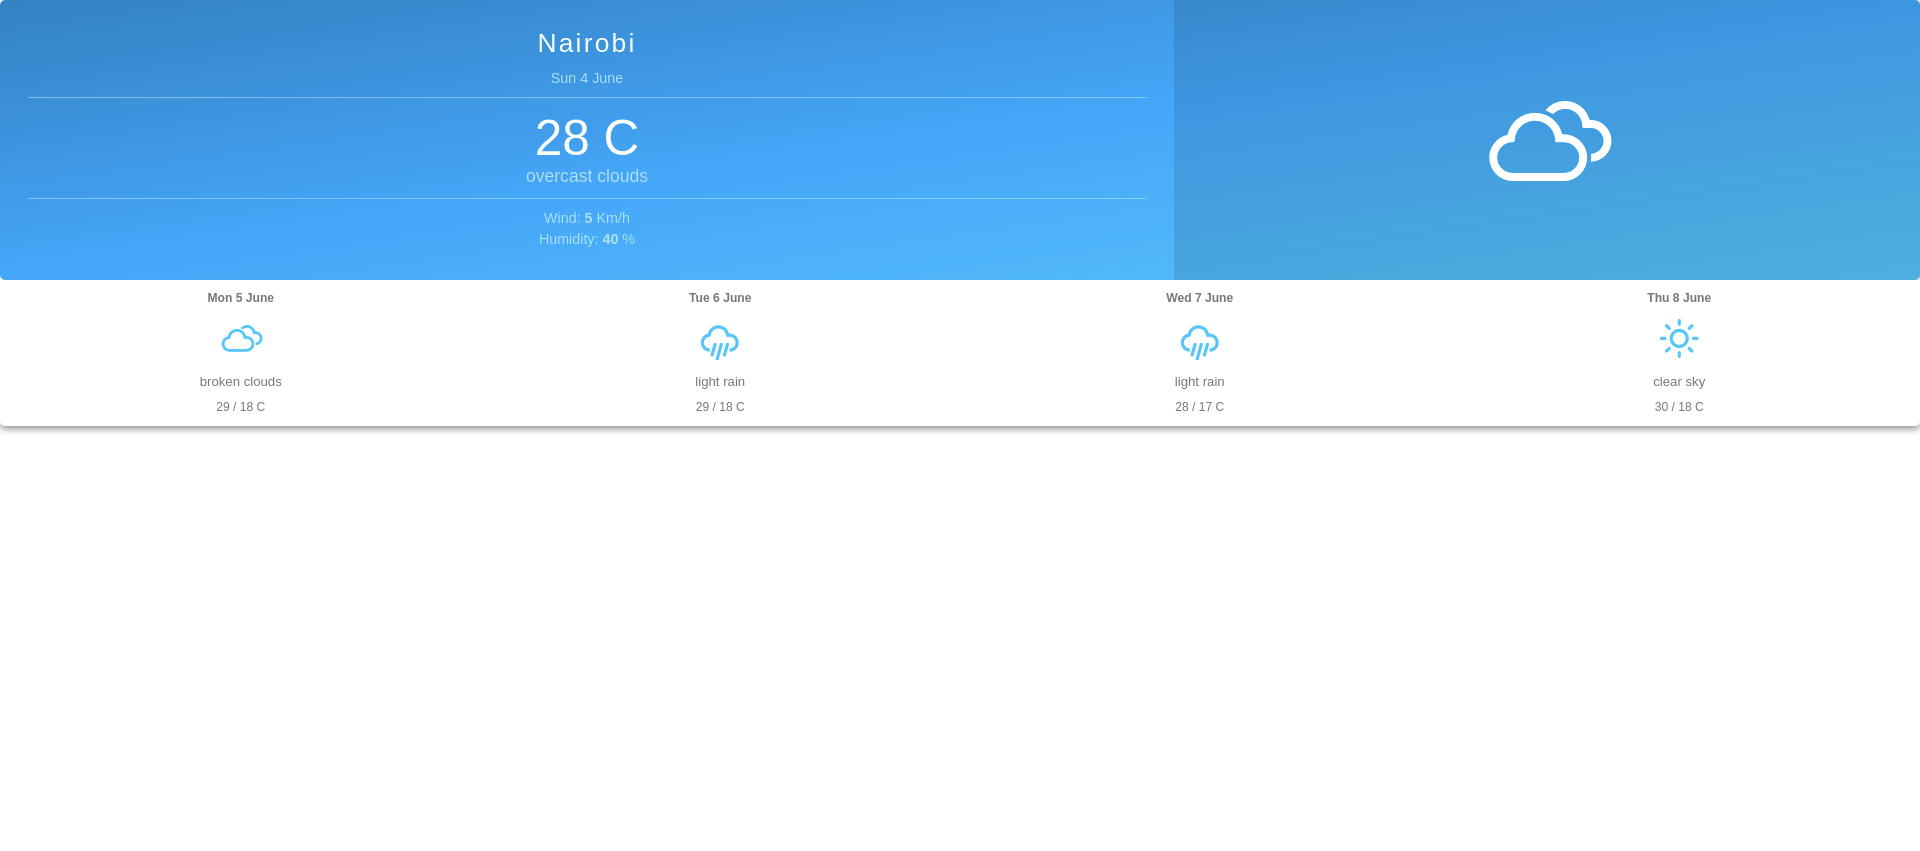 Nairobi
Sun 4 June
28 C
overcast clouds
Wind: 5 Km/h
Humidity: 40 %
Mon 5 June
broken clouds
29 / 18 C
Tue 6 June
light rain
29 / 18 C
Wed 7 June
light rain
28 / 17 C
Thu 8 June
clear sky
30 / 18 C